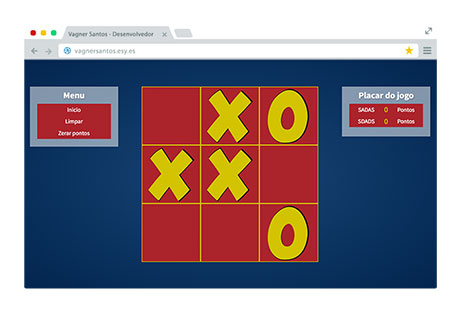 Vagner Santos - Desenvolvedor
vagnersantos.esy.es
Menu
Início
Limpar
Zerar pontos
X O
X X
O
Placar do jogo
SADAS 0 Pontos
SDADS 0 Pontos